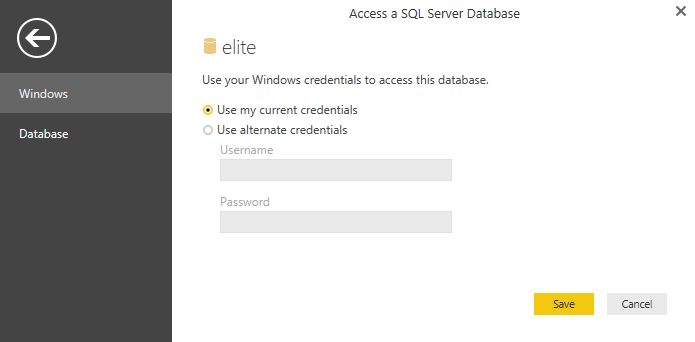 Access a SQL Server Database
elite
Windows
Use your Windows credentials to access this database.
Use my current credentials
Database
Use alternate credentials
Username
Password
Save
Cancel